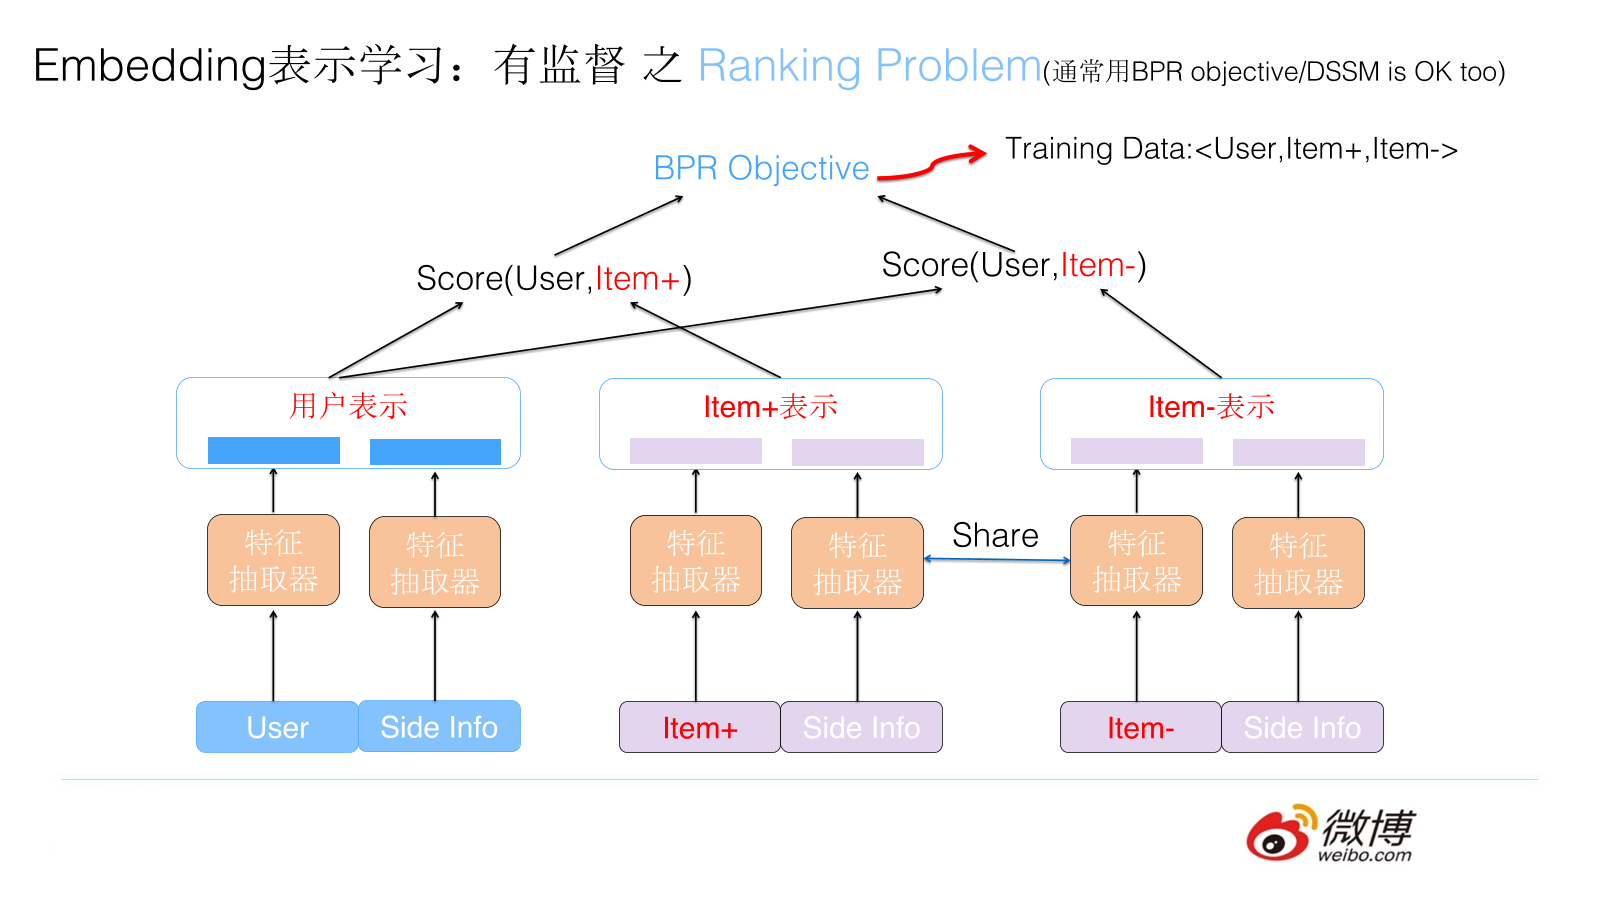 Embedding表示学习：有监督 之 Ranking Problem(通常用BPR objective/DSSM is OK too)
Training Data:<User,Item+,Item->
BPR Objective
Score(User,Item+)
Score(User,Item-)
用户表示
Item+表示
Item-表示
特征
抽取器
特征
抽取器
特征
抽取器
特征
抽取器
Share
特征
抽取器
特征
抽取器
User
Side Info
Item+
Side Info
Item-
Side Info
微博
weibo.com